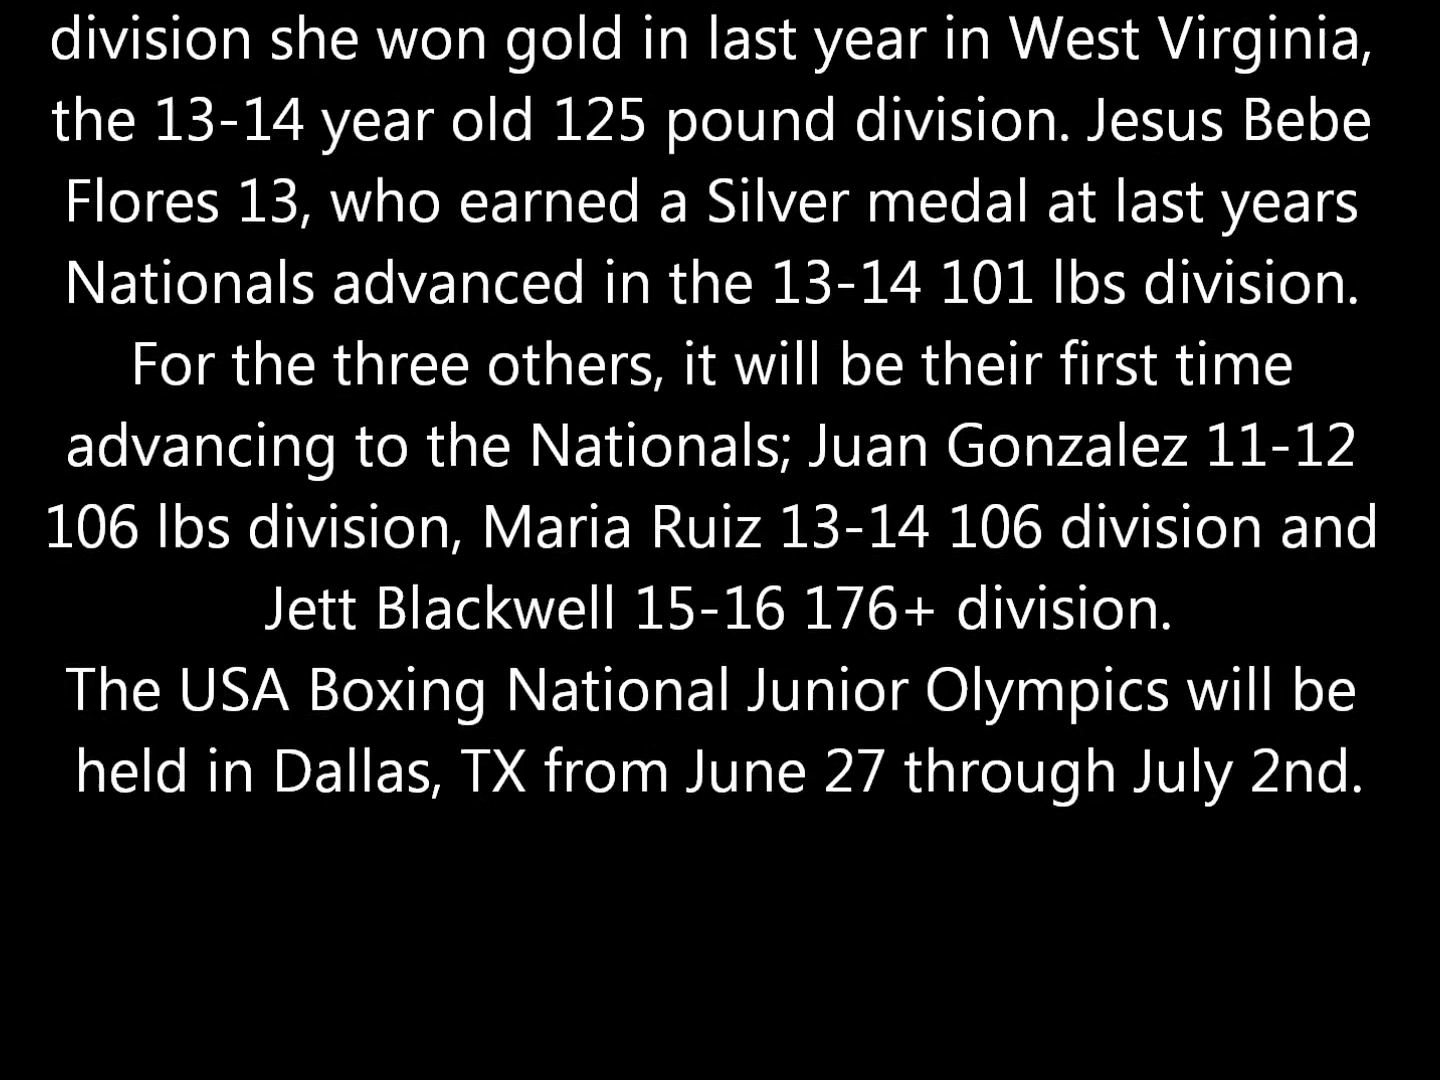 division she won gold in last year in West Virginia,
the 13-14 year old 125 pound division. Jesus Bebe
Flores 13, who earned a Silver medal at last years
Nationals advanced in the 13-14 101 lbs division.
For the three others, it will be their first time
advancing to the Nationals; Juan Gonzalez 11-12
106 lbs division, Maria Ruiz 13-14 106 division and
Jett Blackwell 15-16 176+ division.
The USA Boxing National Junior Olympics will be
held in Dallas, TX from June 27 through July 2nd.